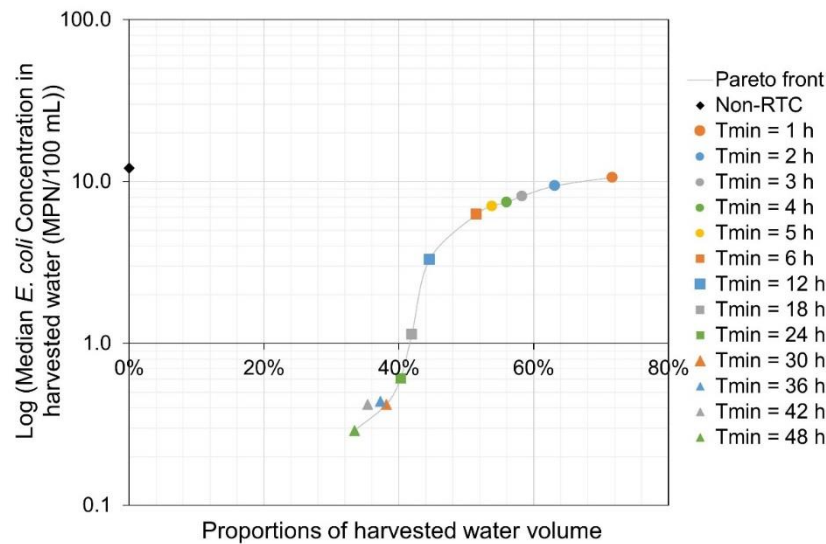 100.0
10.0
1.0
0.1
0%
20%
40%
60%
80%
Log (Median E. coli Concentration in
harvested water (MPN/100 mL))
Proportions of harvested water volume
Pareto front
Non-RTC
Tmin = 1 h
Tmin = 2 h
Tmin = 3 h
Tmin = 4 h
Tmin = 5 h
Tmin = 6 h
Tmin = 12 h
Tmin = 18 h
Tmin = 24 h
Tmin = 30 h
Tmin = 36 h
Tmin = 42 h
Tmin = 48 h